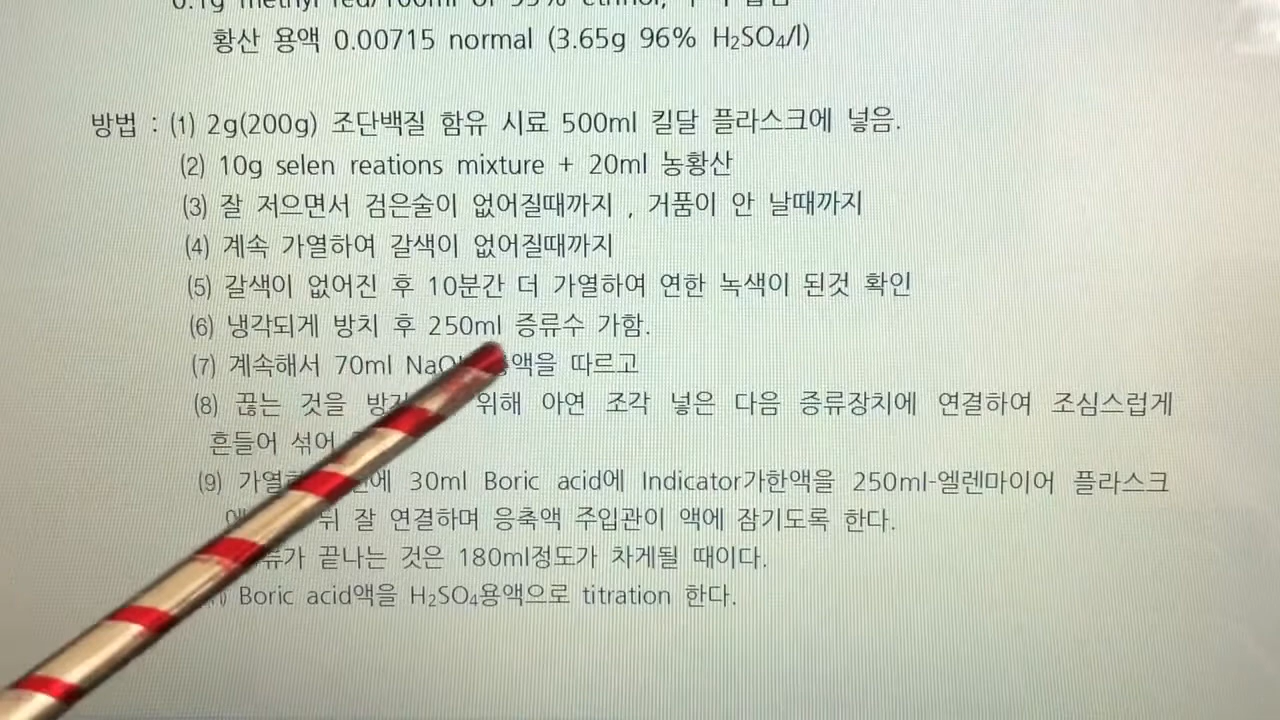 황산 용액 0.00715 normal (3.65g 96% H₂SO₄/l)
방법 : (1) 2g(200g) 조단백질 함유 시료 500ml 킬달 플라스크에 넣음.
(2) 10g selen reations mixture + 20ml 농황산
(3) 잘 저으면서 검은술이 없어질때까지 , 거품이 안 날때까지
(4) 계속 가열하여 갈색이 없어질때까지
(5) 갈색이 없어진 후 10분간 더 가열하여 연한 녹색이 된것 확인
(6) 냉각되게 방치 후 250ml 증류수 가함.
(7) 계속해서 70ml 따르고
(8) 끊는 것을 위해 아연 조각 넣은 다음 증류장치에 연결하여 조심스럽게
흔들어 섞어
(9) 30ml Boric acid에 Indicator가한액을 250ml-엘렌마이어 플라스크
뒤 잘 연결하며 응축액 주입관이 액에 잠기도록 한다.
끝나는 것은 180ml정도가 차게될 때이다.
Boric acid액을 H₂SO₄용액으로 titration 한다.